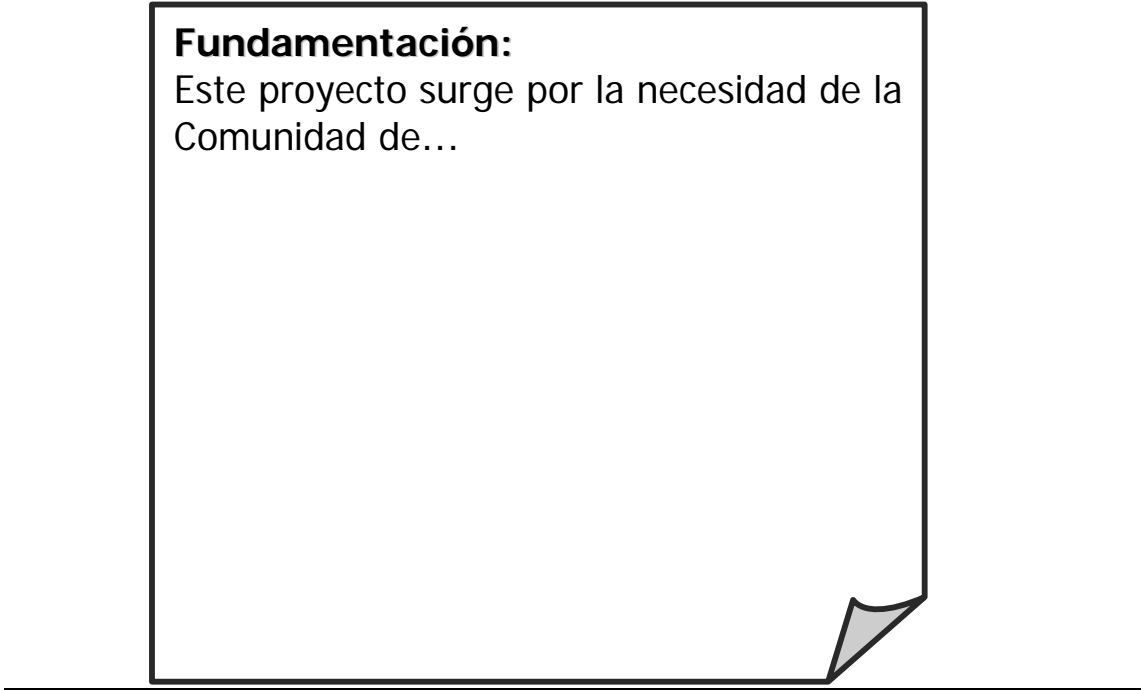 Fundamentación:
Este proyecto surge por la necesidad de la
Comunidad de…